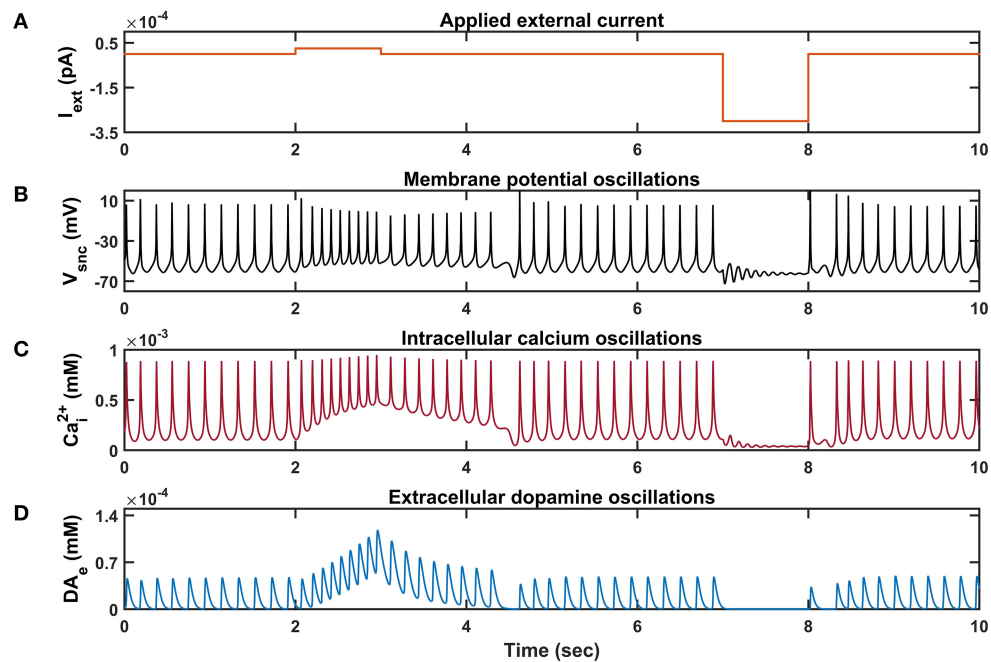 A
×10⁻⁴
Applied external current
0.5
-1.5
-3.5
I_ext (pA)
0 2 4 6 8 10
B
Membrane potential oscillations
10
-30
-70
V_snc (mV)
0 2 4 6 8 10
C
×10⁻³
Intracellular calcium oscillations
1
0.5
0
Ca_i²⁺ (mM)
0 2 4 6 8 10
D
×10⁻⁴
Extracellular dopamine oscillations
1.4
0.7
0
DA_e (mM)
0 2 4 6 8 10
Time (sec)